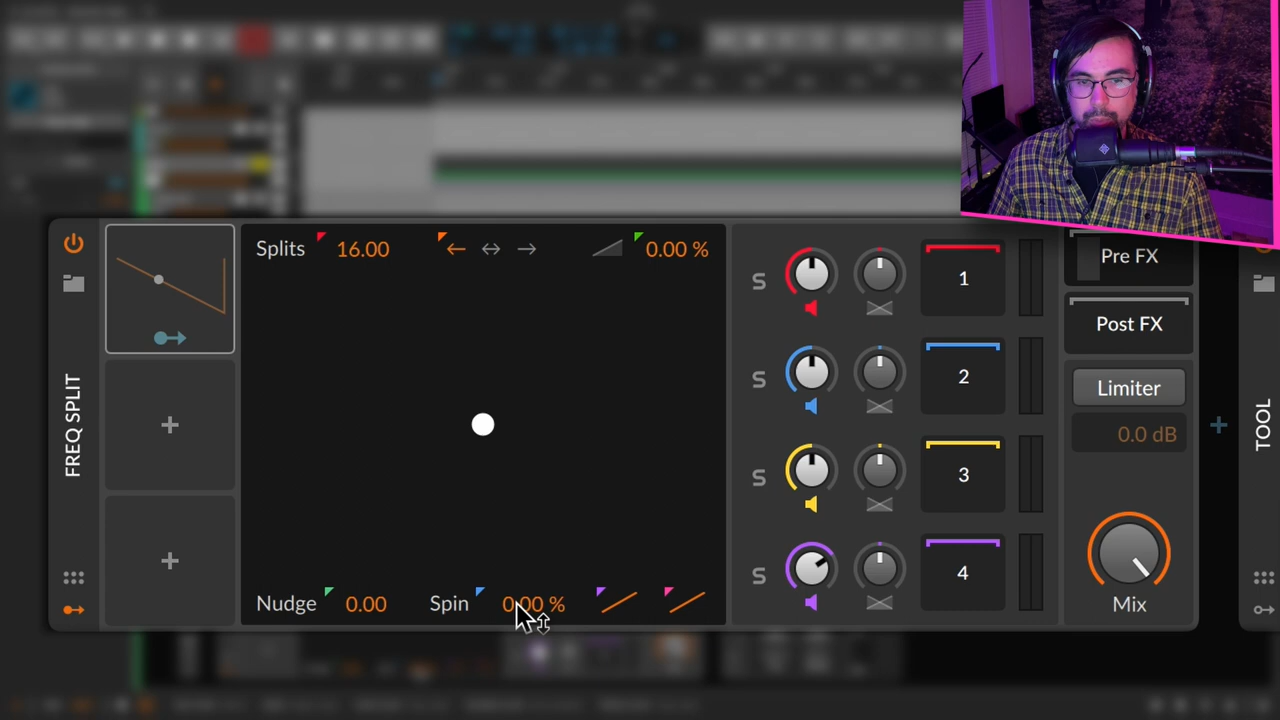 FREQ SPLIT
Splits 16.00 0.00 %
Nudge 0.00 Spin 0.00 %
S 1
S 2
S 3
S 4
Pre FX
Post FX
Limiter
0.0 dB
Mix
TOOL